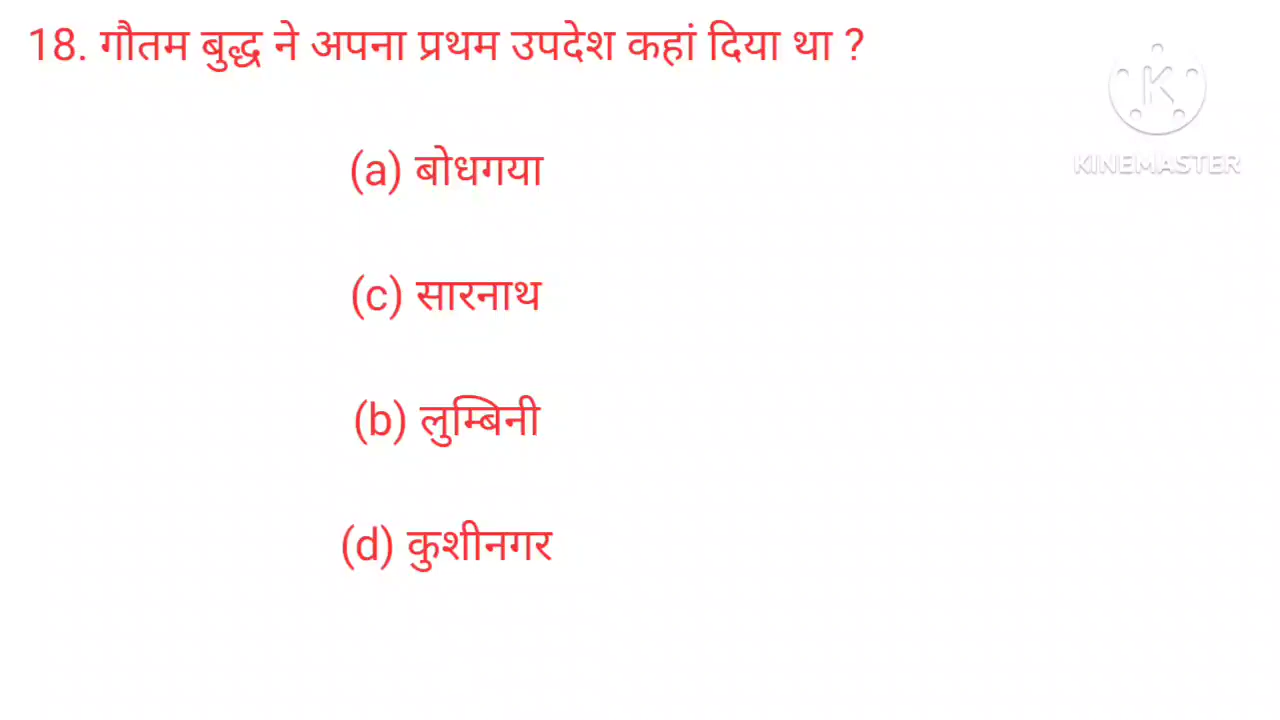 18. गौतम बुद्ध ने अपना प्रथम उपदेश कहां दिया था ?
(a) बोधगया
(c) सारनाथ
(b) लुम्बिनी
(d) कुशीनगर
K
KINEMASTER